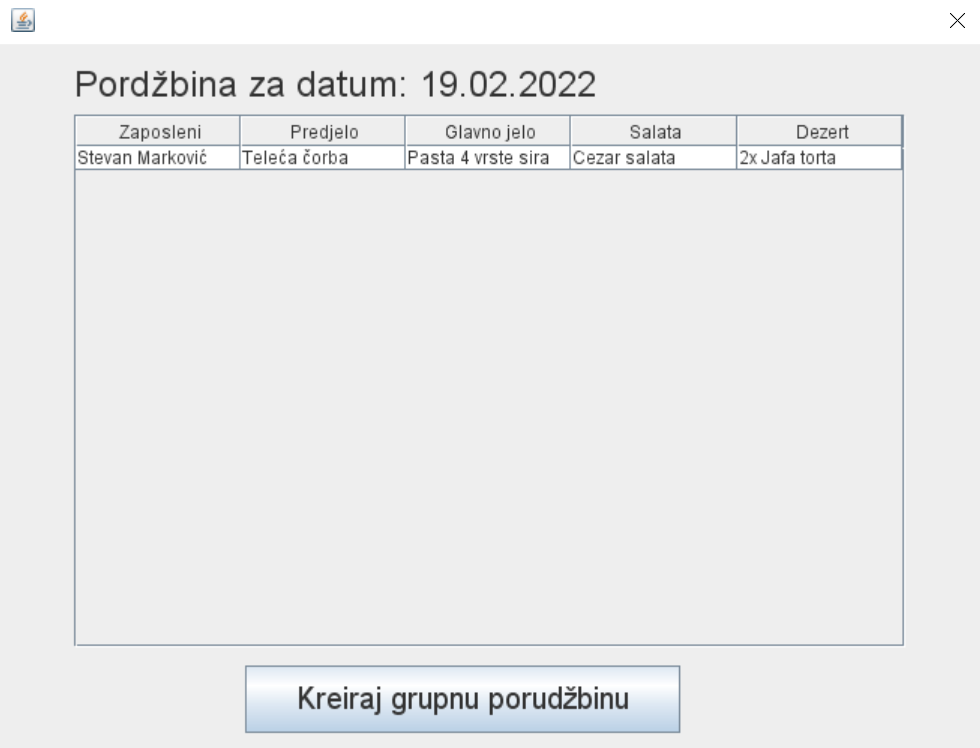 Pordžbina za datum: 19.02.2022
Zaposleni Predjelo Glavno jelo Salata Dezert
Stevan Marković Teleća čorba Pasta 4 vrste sira Cezar salata 2x Jafa torta
Kreiraj grupnu porudžbinu